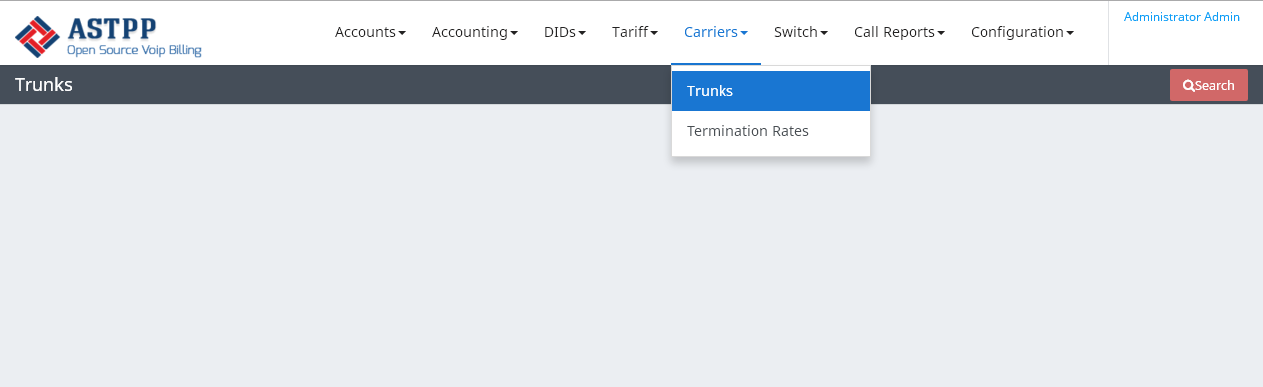 ASTPP
Open Source Voip Billing
Accounts Accounting DIDs Tariff Carriers Switch Call Reports Configuration
Administrator Admin
Trunks
Search
Trunks
Termination Rates